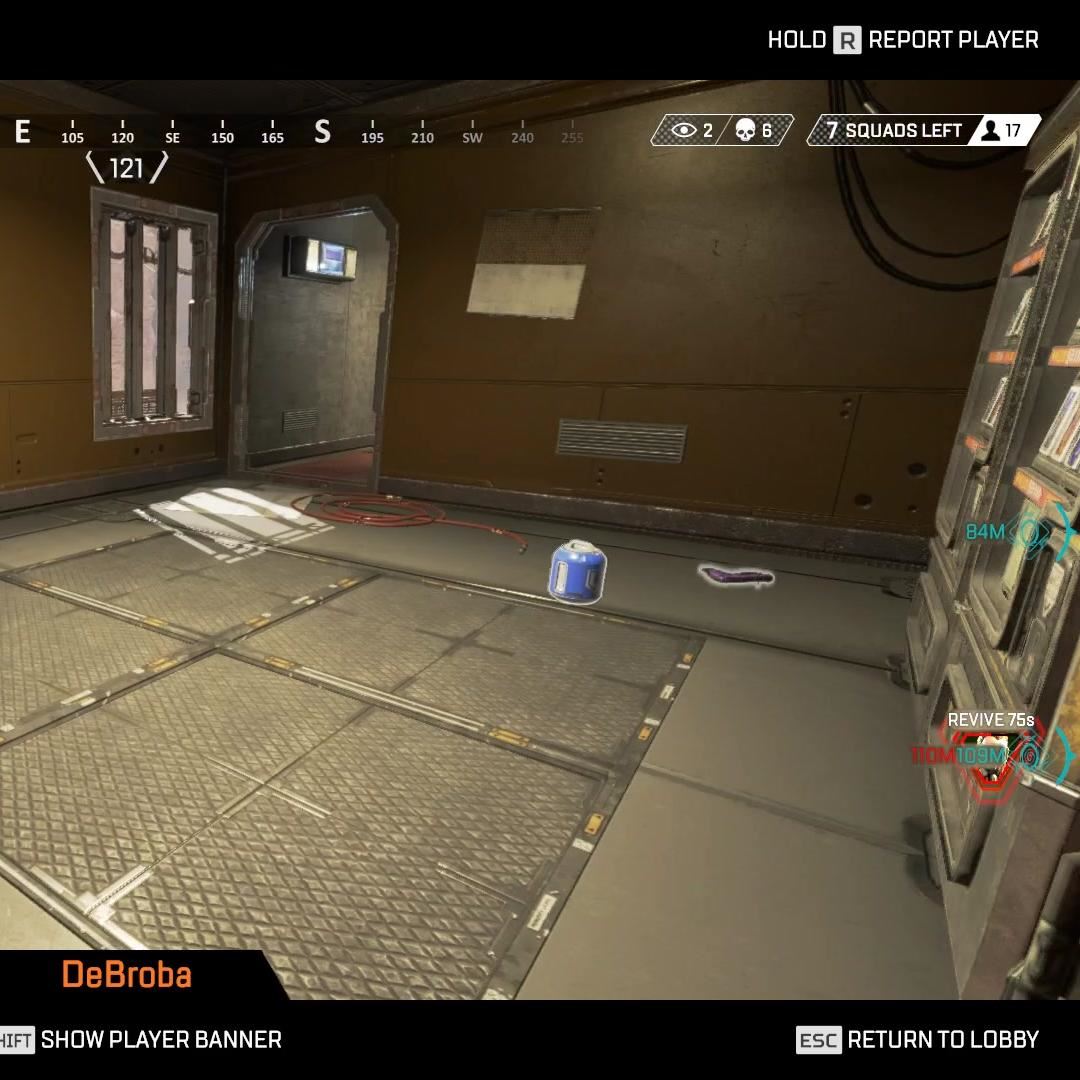 HOLD R REPORT PLAYER
E 105 120 SE 150 165 S 195 210 SW 240 255
121
2 6
7 SQUADS LEFT 17
84M
REVIVE 75s
110M 109M
DeBroba
HIFT SHOW PLAYER BANNER
ESC RETURN TO LOBBY